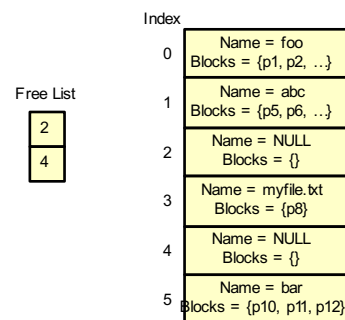 Index
0
Name = foo
Blocks = {p1, p2, ...}
Free List
1
Name = abc
Blocks = {p5, p6, ...}
2
4
2
Name = NULL
Blocks = {}
3
Name = myfile.txt
Blocks = {p8}
4
Name = NULL
Blocks = {}
5
Name = bar
Blocks = {p10, p11, p12}